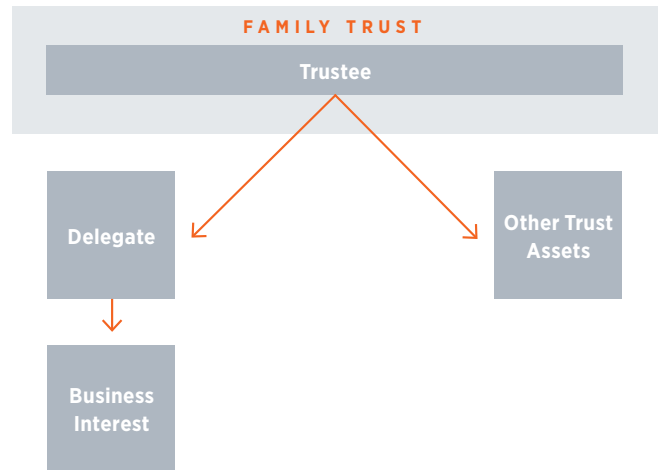 FAMILY TRUST
Trustee
Delegate
Other Trust
Assets
Business
Interest